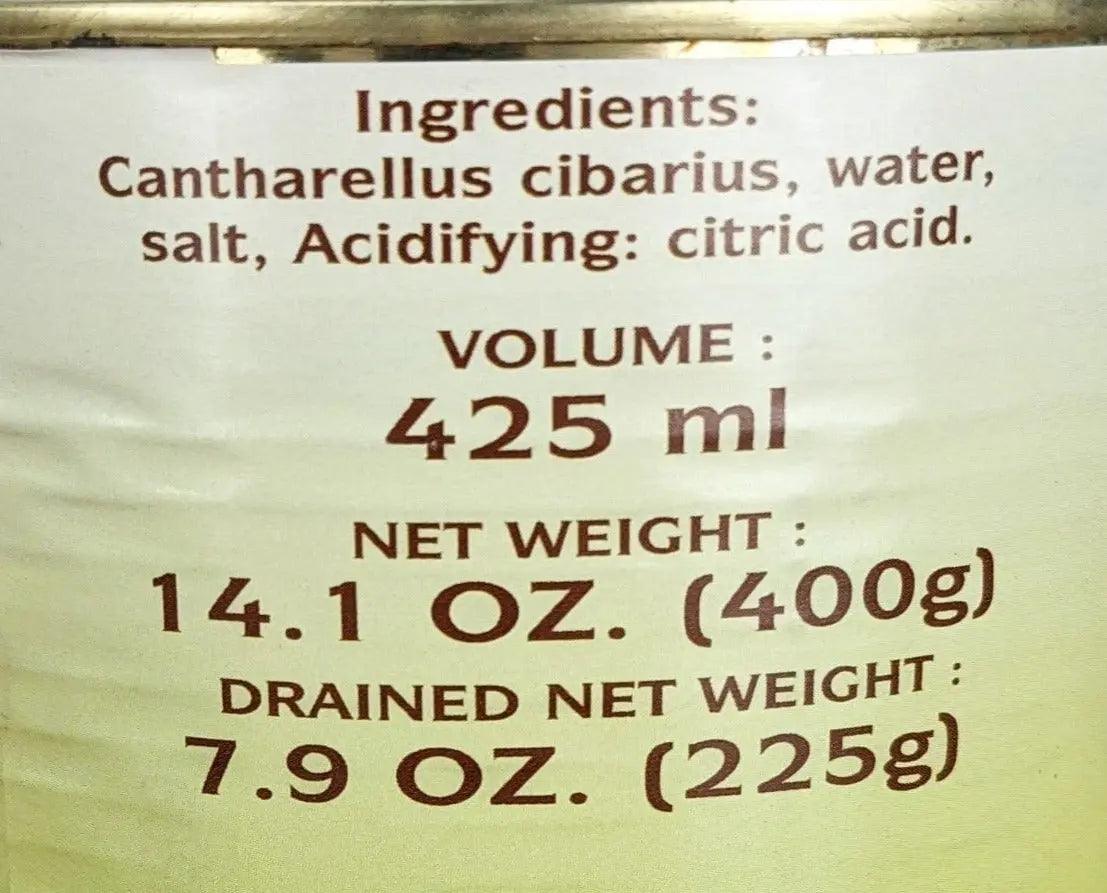 Ingredients:
Cantharellus cibarius, water,
salt, Acidifying: citric acid.
VOLUME :
425 ml
NET WEIGHT :
14.1 OZ. (400g)
DRAINED NET WEIGHT :
7.9 OZ. (225g)